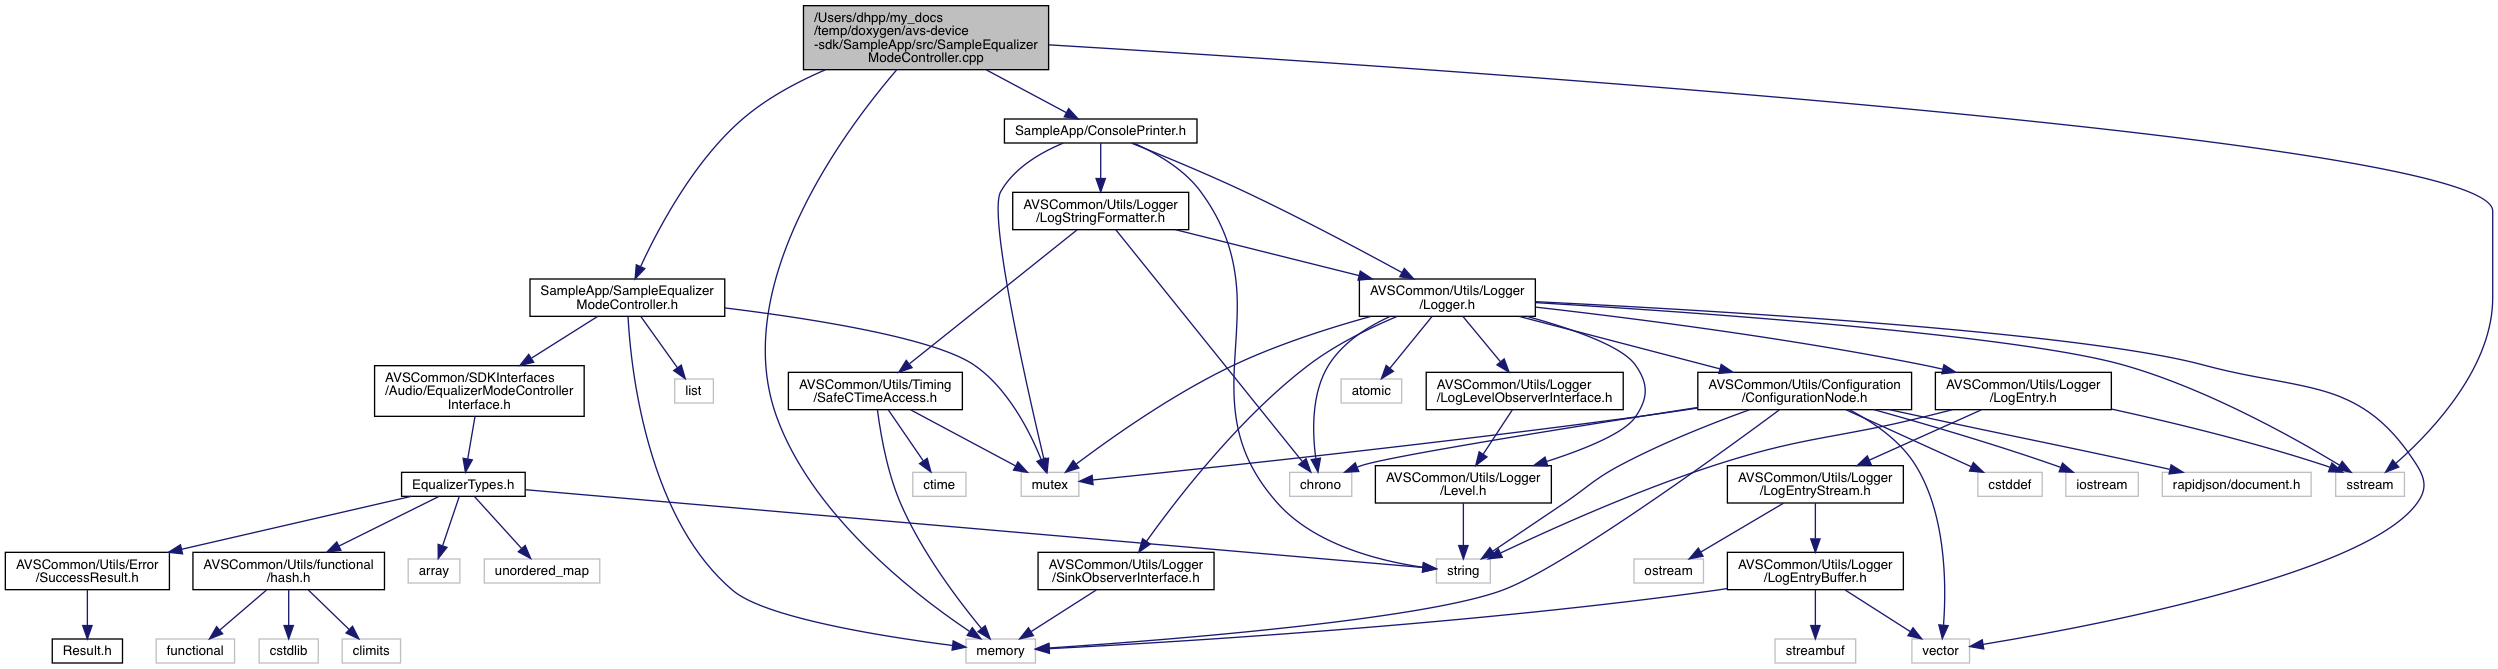 /Users/dhpp/my_docs
/temp/doxygen/avs-device
-sdk/SampleApp/src/SampleEqualizer
ModeController.cpp
SampleApp/ConsolePrinter.h
AVSCommon/Utils/Logger
/LogStringFormatter.h
SampleApp/SampleEqualizer
ModeController.h
AVSCommon/Utils/Logger
/Logger.h
AVSCommon/SDKInterfaces
/Audio/EqualizerModeController
Interface.h
list
AVSCommon/Utils/Timing
/SafeCTimeAccess.h
atomic
AVSCommon/Utils/Logger
/LogLevelObserverInterface.h
AVSCommon/Utils/Configuration
/ConfigurationNode.h
AVSCommon/Utils/Logger
/LogEntry.h
EqualizerTypes.h
ctime
mutex
chrono
AVSCommon/Utils/Logger
/Level.h
AVSCommon/Utils/Logger
/LogEntryStream.h
cstddef
iostream
rapidjson/document.h
sstream
AVSCommon/Utils/Error
/SuccessResult.h
AVSCommon/Utils/functional
/hash.h
array
unordered_map
AVSCommon/Utils/Logger
/SinkObserverInterface.h
string
ostream
AVSCommon/Utils/Logger
/LogEntryBuffer.h
Result.h
functional
cstdlib
climits
memory
streambuf
vector